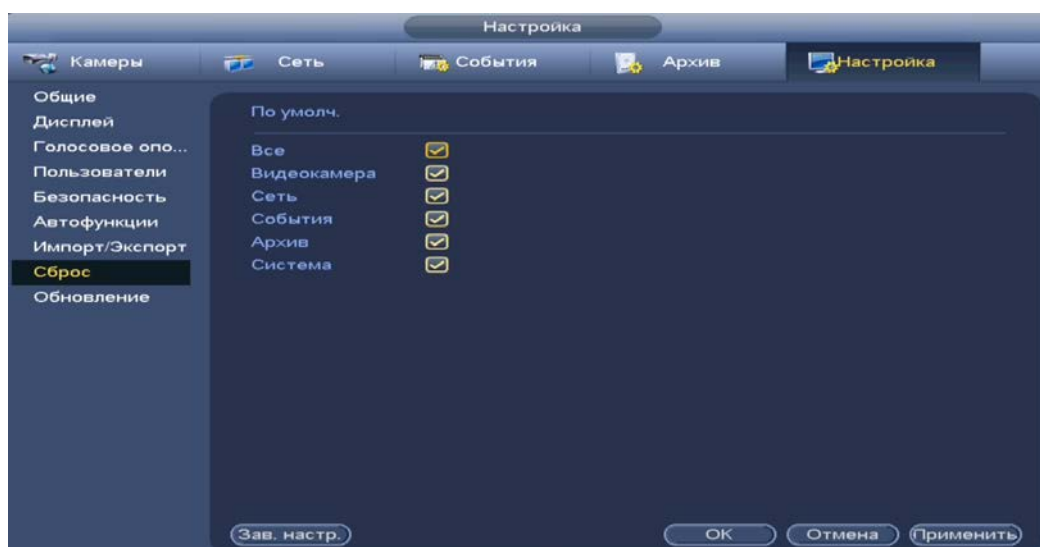 Настройка
Камеры Сеть События Архив Настройка
Общие
Дисплей
Голосовое опо...
Пользователи
Безопасность
Автофункции
Импорт/Экспорт
Сброс
Обновление
По умолч.
Все
Видеокамера
Сеть
События
Архив
Система
Зав. настр. OK Отмена Применить